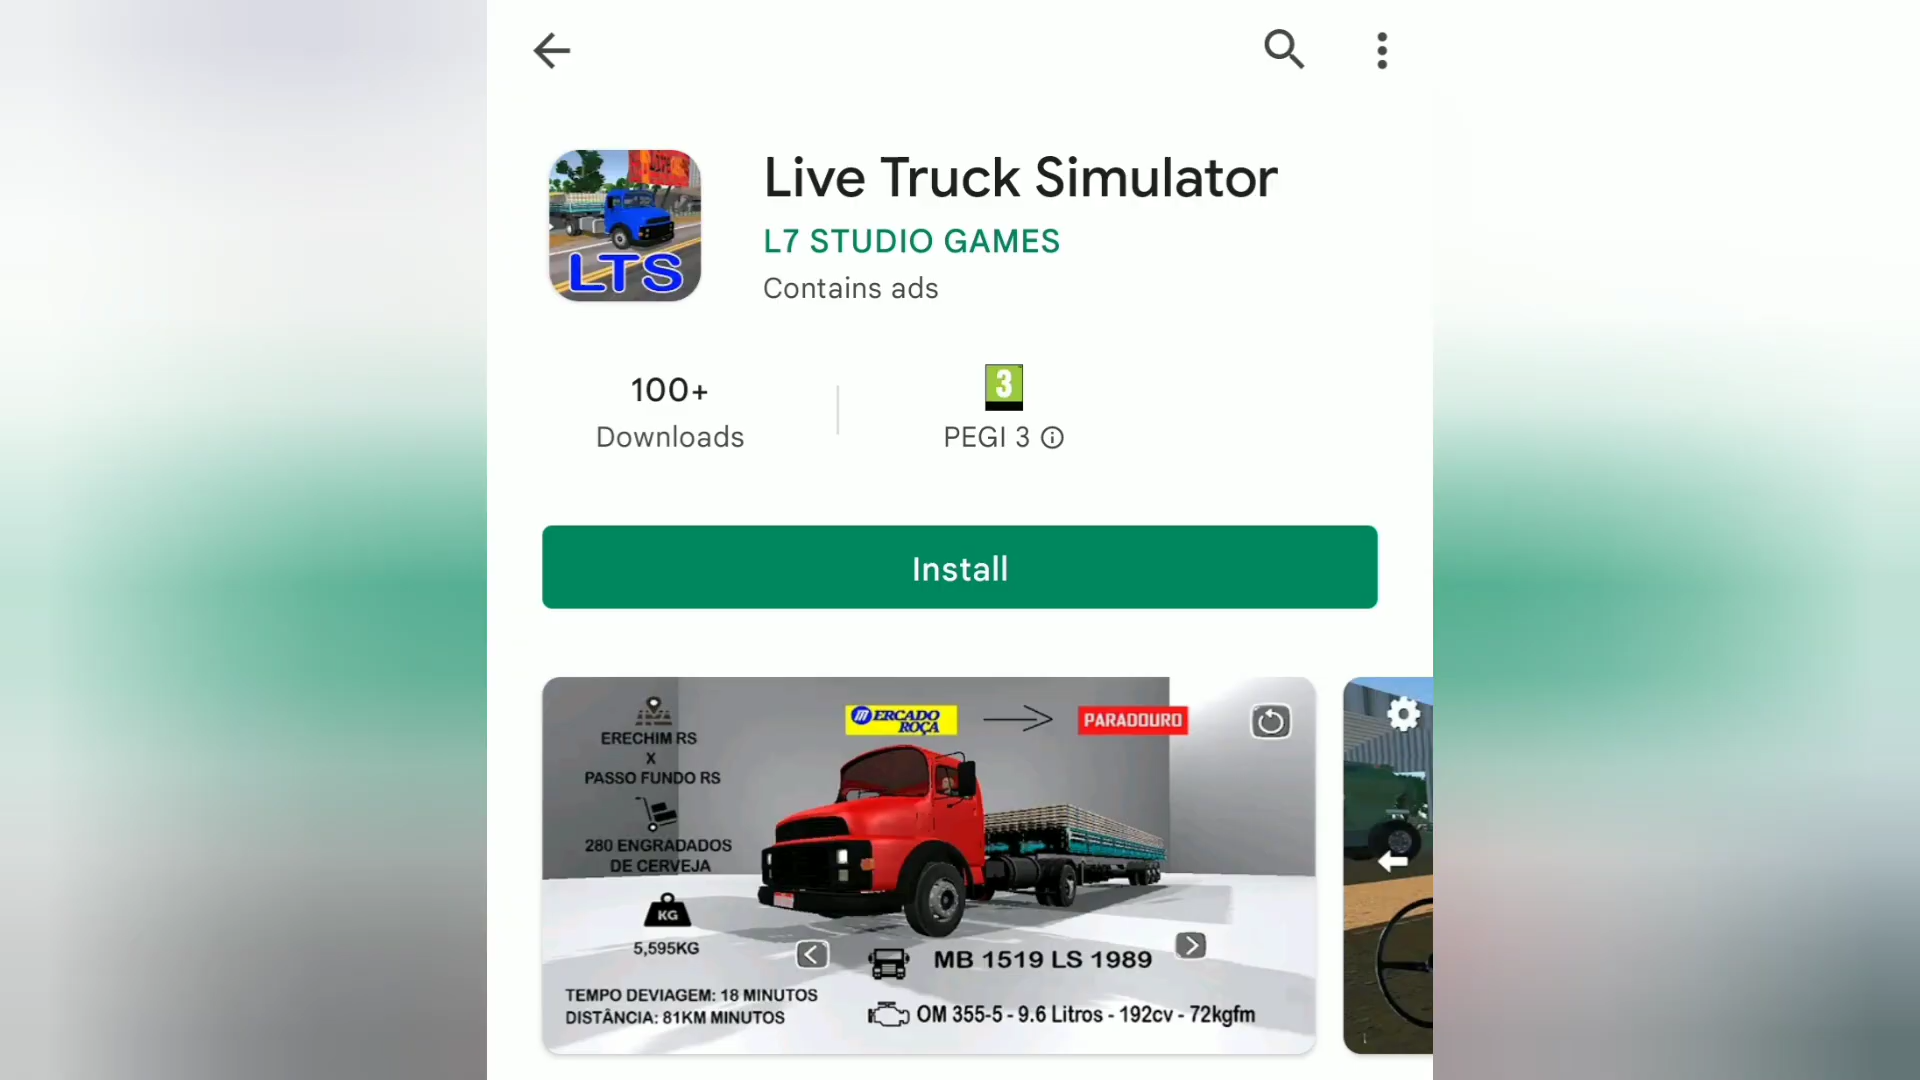 Live Truck Simulator
L7 STUDIO GAMES
Contains ads
LTS
100+
Downloads
3
PEGI 3
Install
ERECHIM RS
X
PASSO FUNDO RS
280 ENGRADADOS
DE CERVEJA
KG
5,595KG
TEMPO DEVIAGEM: 18 MINUTOS
DISTÂNCIA: 81KM MINUTOS
MERCADO
ROÇA
PARADOURO
MB 1519 LS 1989
OM 355-5 - 9.6 Litros - 192cv - 72kgfm